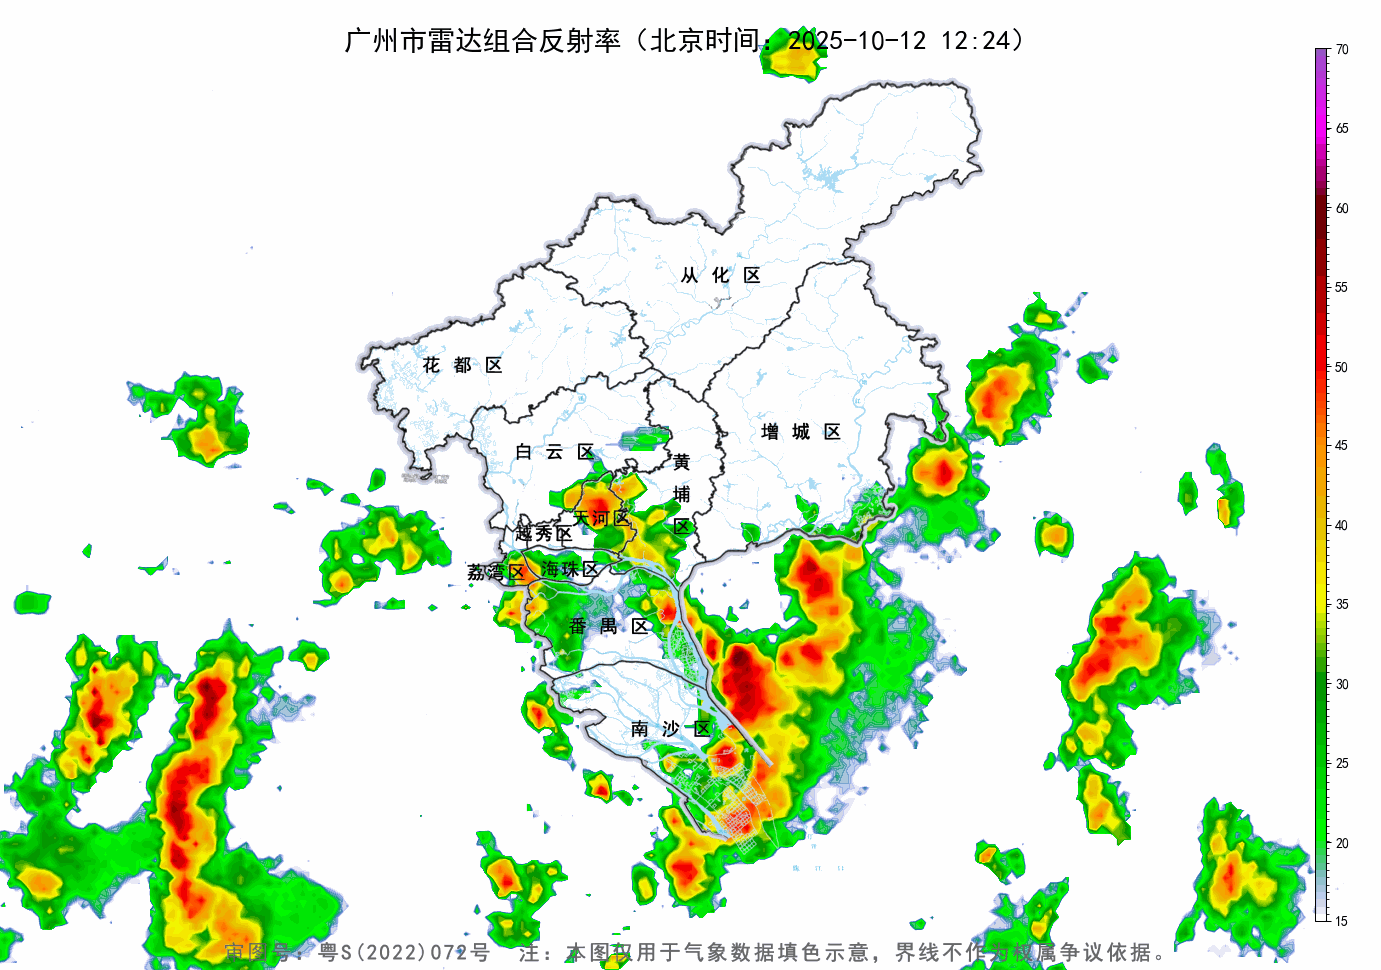 广州市雷达组合反射率（北京时间：2025-10-12 12:24）
70
65
60
从 化 区
55
花 都 区
50
增 城 区
45
白 云 区
黄
埔
区
天河区
40
越秀区
荔湾区
海珠区
35
番 禺 区
30
南 沙 区
25
20
15
审图号：粤S(2022)072号 注：本图仅用于气象数据填色示意，界线不作为权属争议依据。